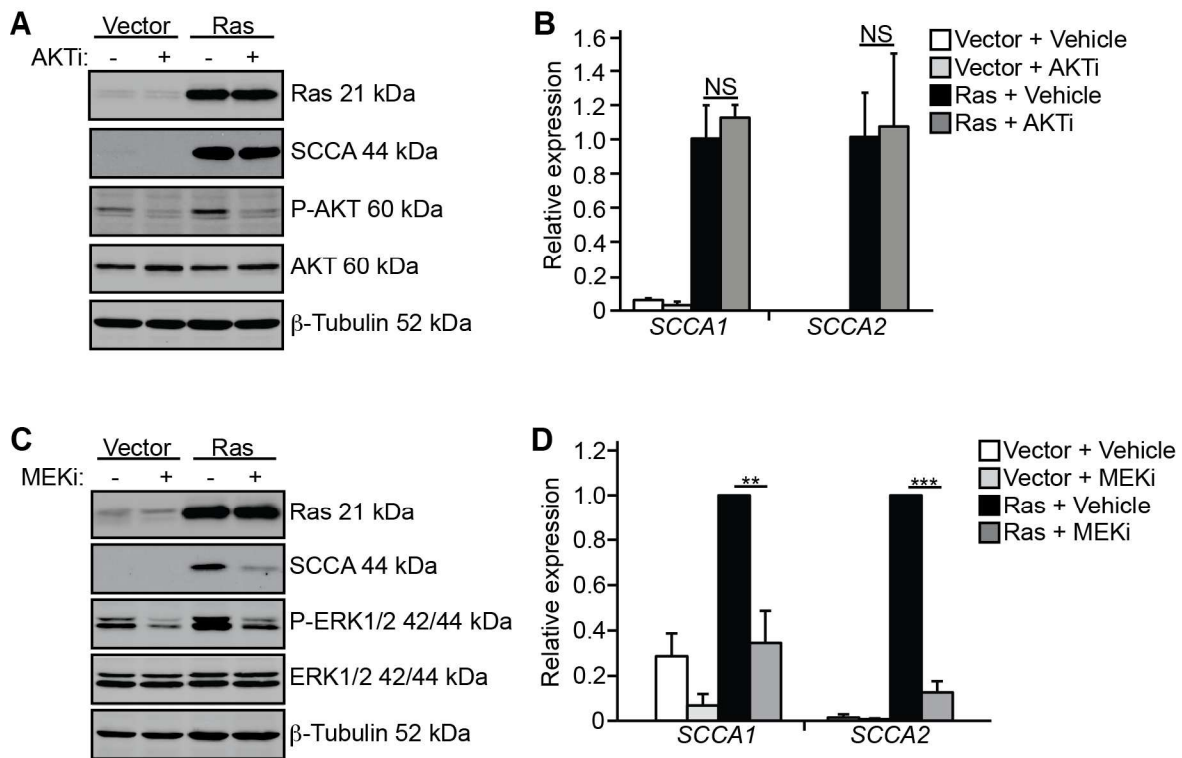 A
Vector Ras
AKTi: - + - +
Ras 21 kDa
SCCA 44 kDa
P-AKT 60 kDa
AKT 60 kDa
β-Tubulin 52 kDa
B
Relative expression
1.6
1.4
1.2
1.0
0.8
0.6
0.4
0.2
0
NS
NS
SCCA1 SCCA2
Vector + Vehicle
Vector + AKTi
Ras + Vehicle
Ras + AKTi
C
Vector Ras
MEKi: - + - +
Ras 21 kDa
SCCA 44 kDa
P-ERK1/2 42/44 kDa
ERK1/2 42/44 kDa
β-Tubulin 52 kDa
D
Relative expression
1.2
1.0
0.8
0.6
0.4
0.2
0
**
***
SCCA1 SCCA2
Vector + Vehicle
Vector + MEKi
Ras + Vehicle
Ras + MEKi